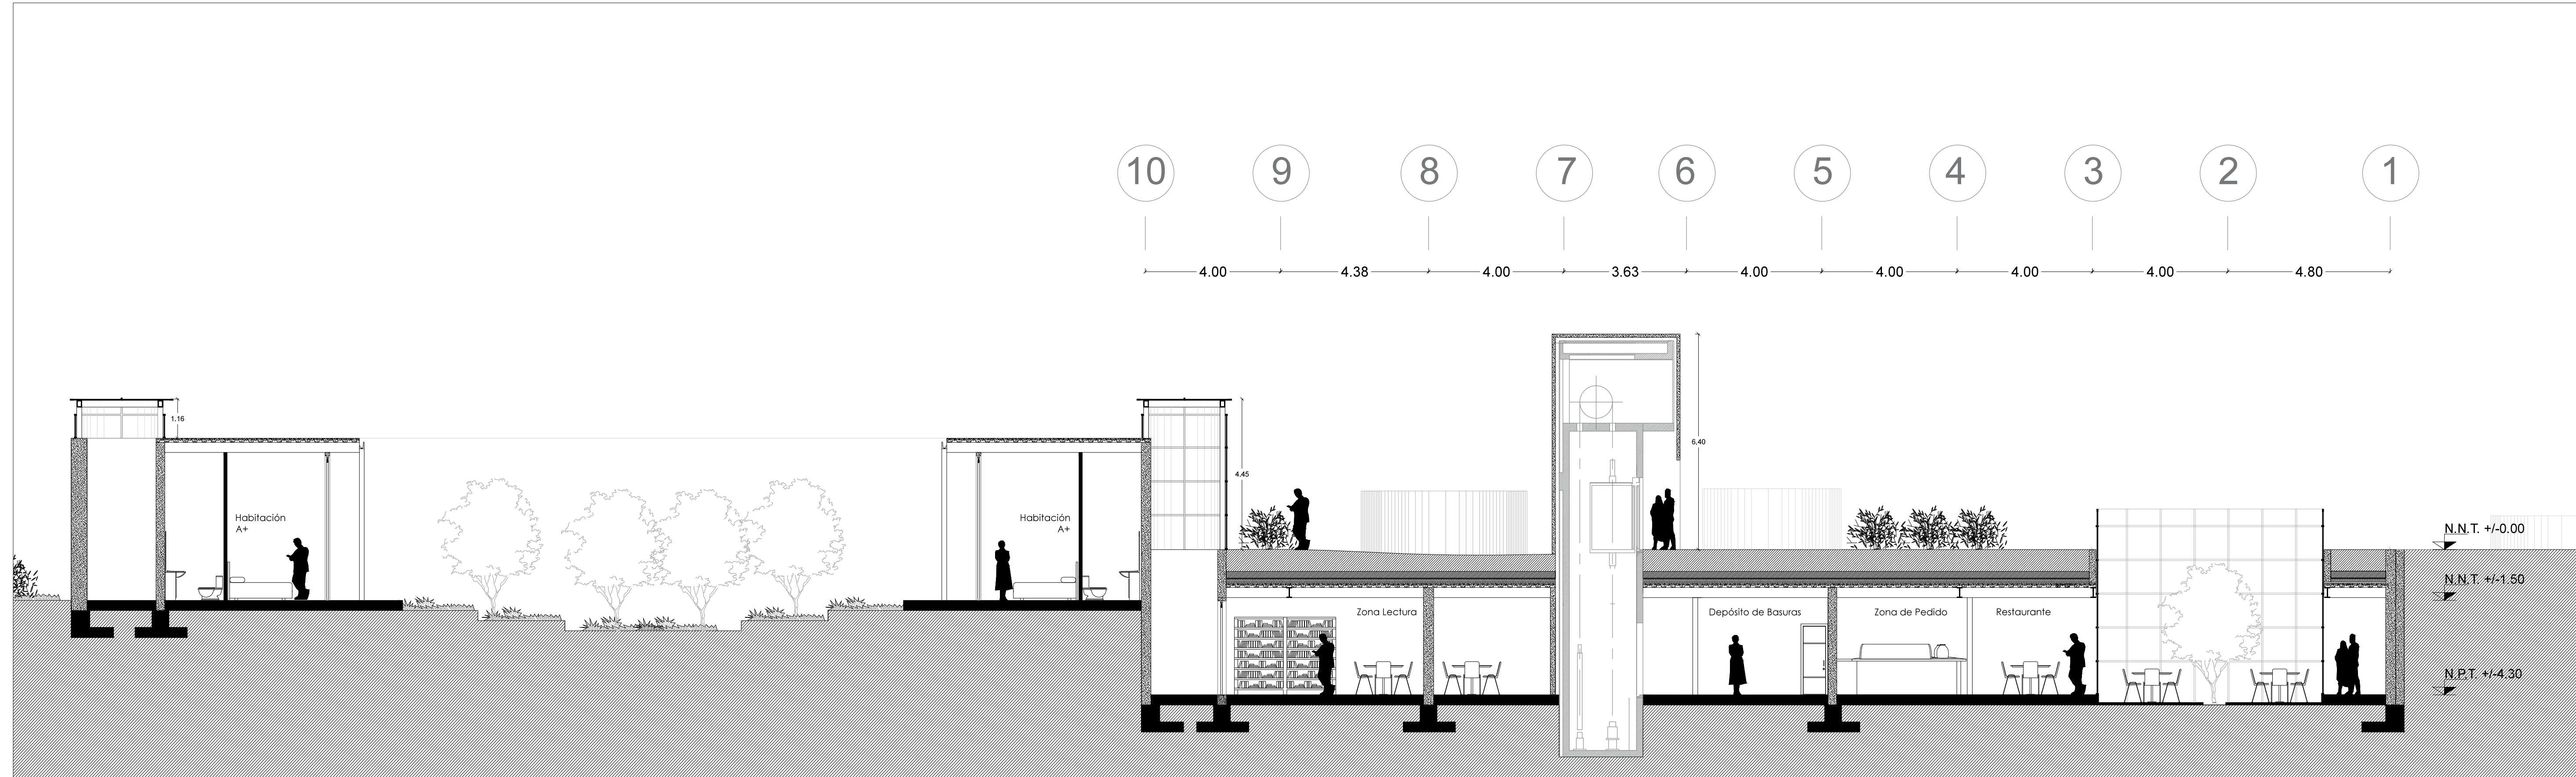 10 9 8 7 6 5 4 3 2 1
4.00 4.38 4.00 3.63 4.00 4.00 4.00 4.00 4.80
6,40
1,16
4,45
Habitación
A+
Habitación
A+
N.N.T. +/-0.00
N.N.T. +/-1.50
Zona Lectura
Depósito de Basuras
Zona de Pedido
Restaurante
N.P.T. +/-4.30